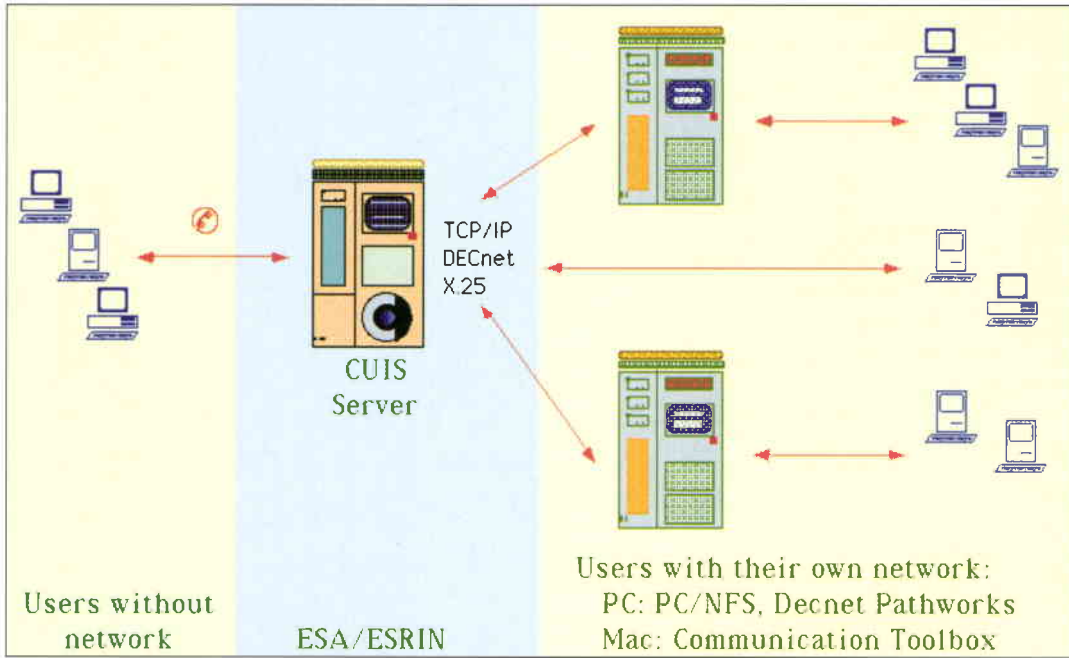 TCP/IP
DECnet
X.25
CUIS
Server
Users without
network
ESA/ESRIN
Users with their own network:
PC: PC/NFS, Decnet Pathworks
Mac: Communication Toolbox